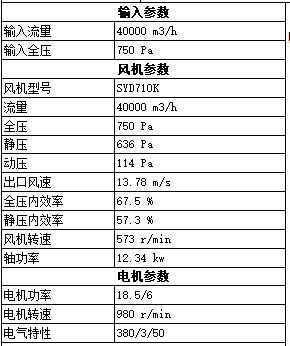 输入参数
输入流量 40000 m3/h
输入全压 750 Pa
风机参数
风机型号 SYD710K
流量 40000 m3/h
全压 750 Pa
静压 636 Pa
动压 114 Pa
出口风速 13.78 m/s
全压内效率 67.5 %
静压内效率 57.3 %
风机转速 573 r/min
轴功率 12.34 kw
电机参数
电机功率 18.5/6
电机转速 980 r/min
电气特性 380/3/50